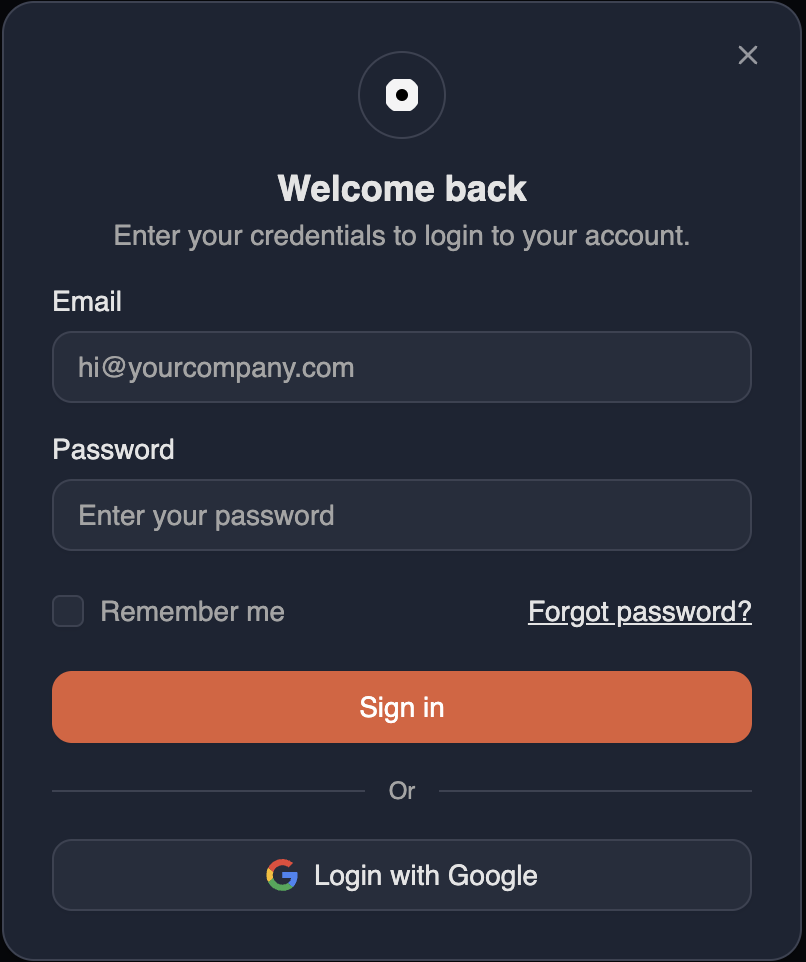 Welcome back
Enter your credentials to login to your account.
Email
hi@yourcompany.com
Password
Enter your password
Remember me
Forgot password?
Sign in
Or
Login with Google